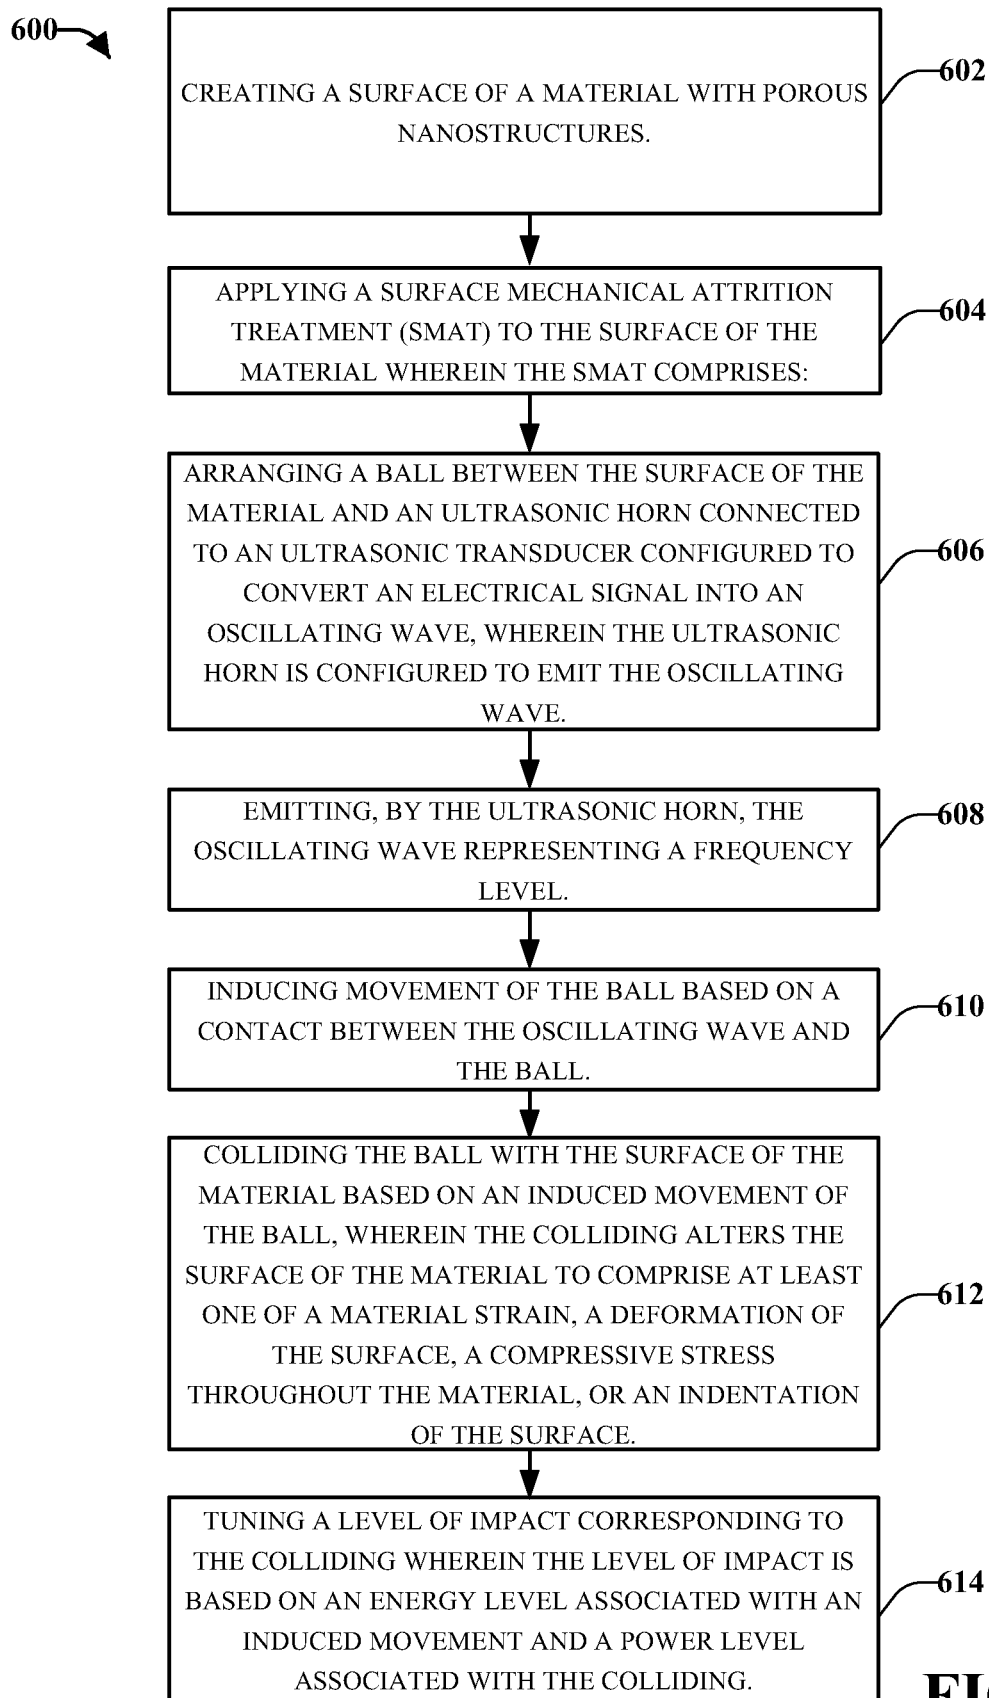 600
CREATING A SURFACE OF A MATERIAL WITH POROUS
NANOSTRUCTURES.
602
APPLYING A SURFACE MECHANICAL ATTRITION
TREATMENT (SMAT) TO THE SURFACE OF THE
MATERIAL WHEREIN THE SMAT COMPRISES:
604
ARRANGING A BALL BETWEEN THE SURFACE OF THE
MATERIAL AND AN ULTRASONIC HORN CONNECTED
TO AN ULTRASONIC TRANSDUCER CONFIGURED TO
CONVERT AN ELECTRICAL SIGNAL INTO AN
OSCILLATING WAVE, WHEREIN THE ULTRASONIC
HORN IS CONFIGURED TO EMIT THE OSCILLATING
WAVE.
606
EMITTING, BY THE ULTRASONIC HORN, THE
OSCILLATING WAVE REPRESENTING A FREQUENCY
LEVEL.
608
INDUCING MOVEMENT OF THE BALL BASED ON A
CONTACT BETWEEN THE OSCILLATING WAVE AND
THE BALL.
610
COLLIDING THE BALL WITH THE SURFACE OF THE
MATERIAL BASED ON AN INDUCED MOVEMENT OF
THE BALL, WHEREIN THE COLLIDING ALTERS THE
SURFACE OF THE MATERIAL TO COMPRISE AT LEAST
ONE OF A MATERIAL STRAIN, A DEFORMATION OF
THE SURFACE, A COMPRESSIVE STRESS
THROUGHOUT THE MATERIAL, OR AN INDENTATION
OF THE SURFACE.
612
TUNING A LEVEL OF IMPACT CORRESPONDING TO
THE COLLIDING WHEREIN THE LEVEL OF IMPACT IS
BASED ON AN ENERGY LEVEL ASSOCIATED WITH AN
INDUCED MOVEMENT AND A POWER LEVEL
ASSOCIATED WITH THE COLLIDING.
614